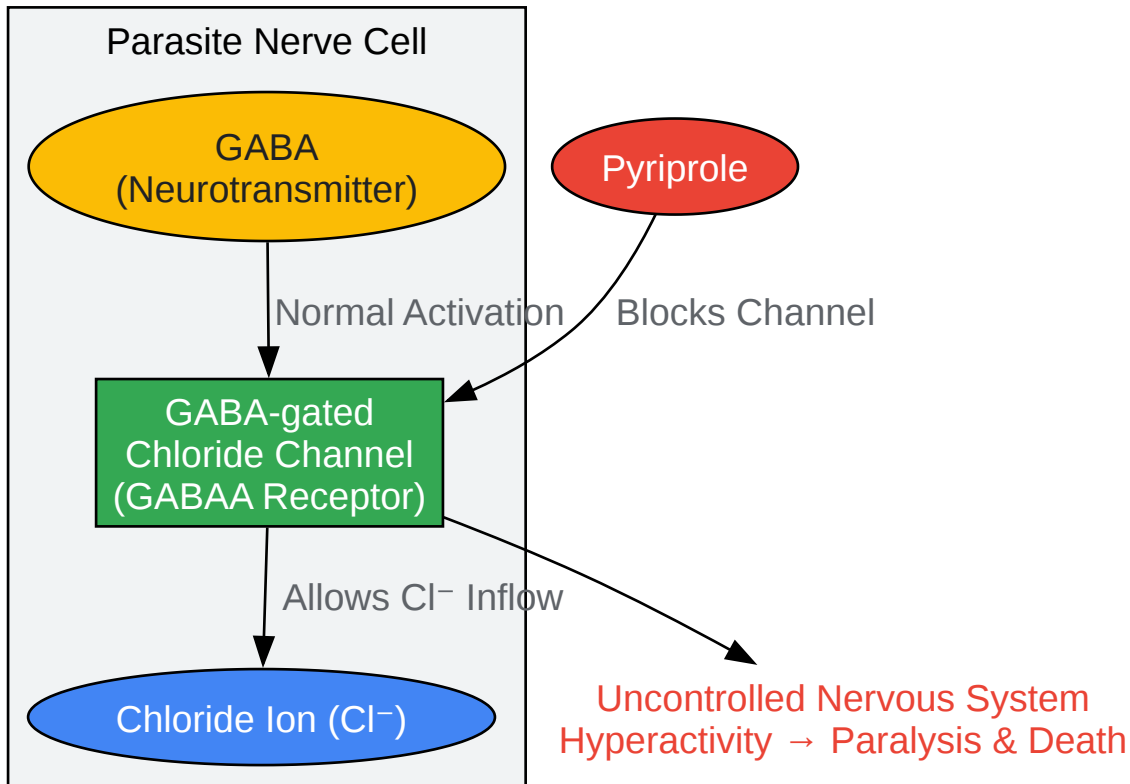 Parasite Nerve Cell
GABA
(Neurotransmitter)
Pyriprole
Normal Activation
Blocks Channel
GABA-gated
Chloride Channel
(GABAA Receptor)
Allows Cl⁻ Inflow
Chloride Ion (Cl⁻)
Uncontrolled Nervous System
Hyperactivity → Paralysis & Death